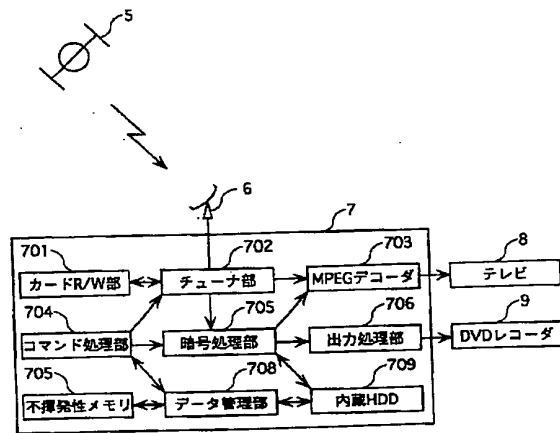 5
6
7
701
702
703
8
カードR/W部
チューナ部
MPEGデコーダ
テレビ
704
705
706
9
コマンド処理部
暗号処理部
出力処理部
DVDレコーダ
705
708
709
不揮発性メモリ
データ管理部
内蔵HDD